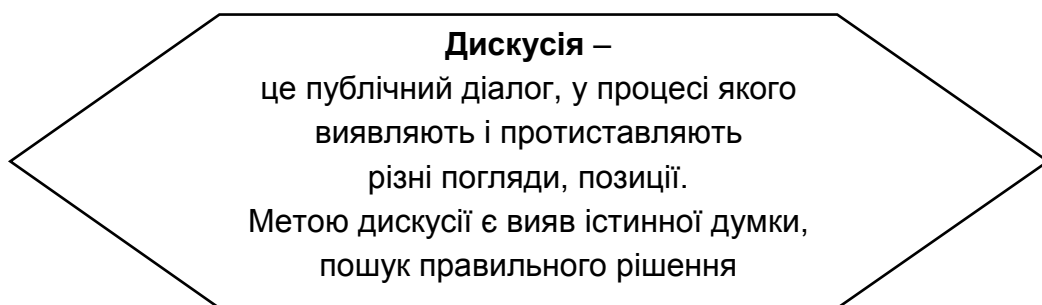 Дискусія –
це публічний діалог, у процесі якого
виявляють і протиставляють
різні погляди, позиції.
Метою дискусії є вияв істинної думки,
пошук правильного рішення